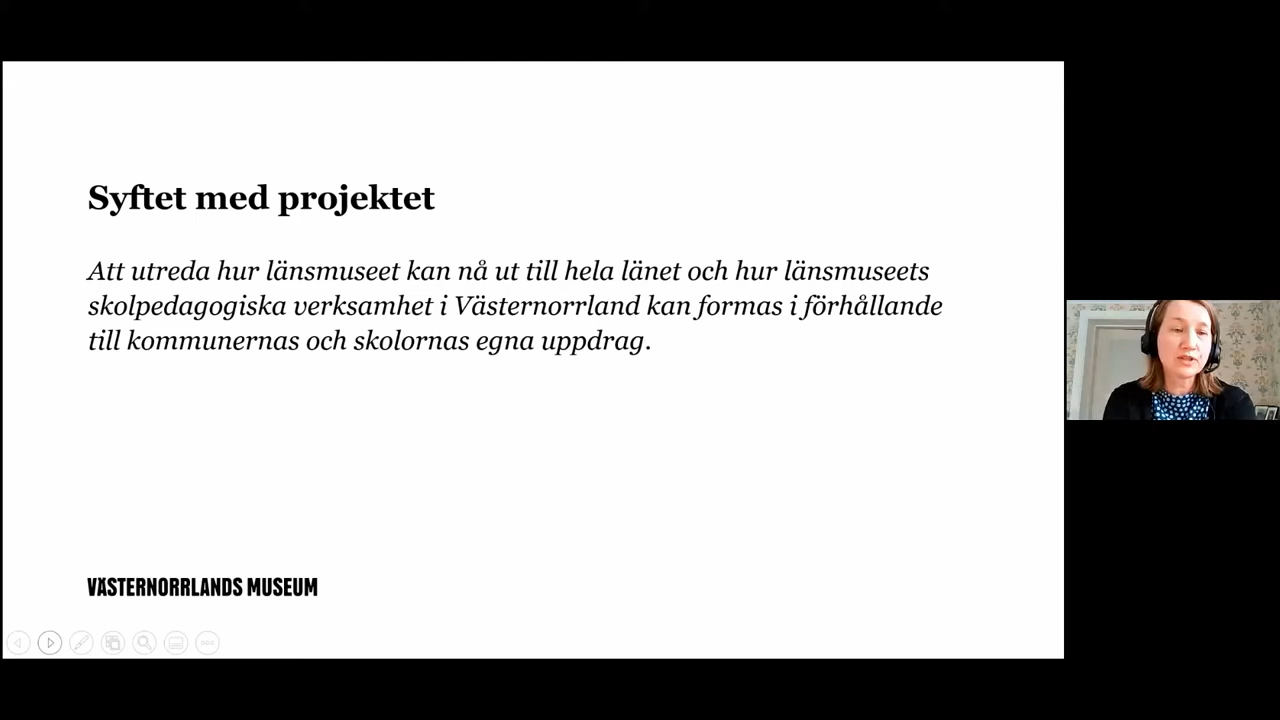 Syftet med projektet
Att utreda hur länsmuseet kan nå ut till hela länet och hur länsmuseets
skolpedagogiska verksamhet i Västernorrland kan formas i förhållande
till kommunernas och skolornas egna uppdrag.
VÄSTERNORRLANDS MUSEUM